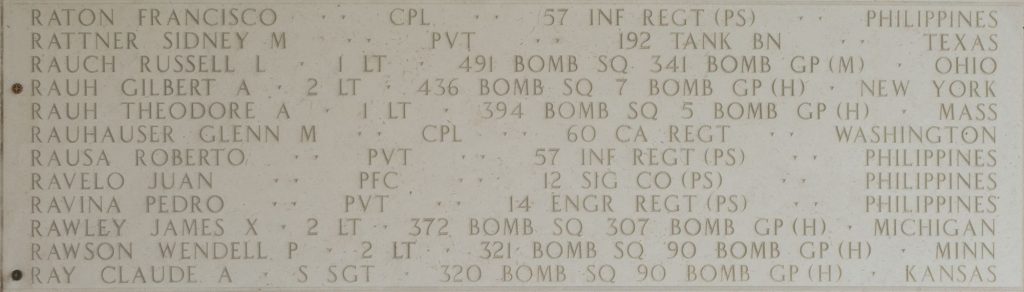 RATON FRANCISCO · · CPL · · 57 INF REGT (PS) · · PHILIPPINES
RATTNER SIDNEY M · · PVT · · 192 TANK BN · · TEXAS
RAUCH RUSSELL L · 1 LT · 491 BOMB SQ 341 BOMB GP (M) · OHIO
RAUH GILBERT A · 2 LT · 436 BOMB SQ 7 BOMB GP (H) · NEW YORK
RAUH THEODORE A · 1 LT · 394 BOMB SQ 5 BOMB GP (H) · MASS
RAUHAUSER GLENN M · · CPL · · 60 CA REGT · · WASHINGTON
RAUSA ROBERTO · · PVT · · 57 INF REGT (PS) · · PHILIPPINES
RAVELO JUAN · · PFC · · 12 SIG CO (PS) · · PHILIPPINES
RAVINA PEDRO · · PVT · · 14 ENGR REGT (PS) · · PHILIPPINES
RAWLEY JAMES X · 2 LT · 372 BOMB SQ 307 BOMB GP (H) · MICHIGAN
RAWSON WENDELL P · 2 LT · 321 BOMB SQ 90 BOMB GP (H) · MINN
RAY CLAUDE A · S SGT · 320 BOMB SQ 90 BOMB GP (H) · KANSAS